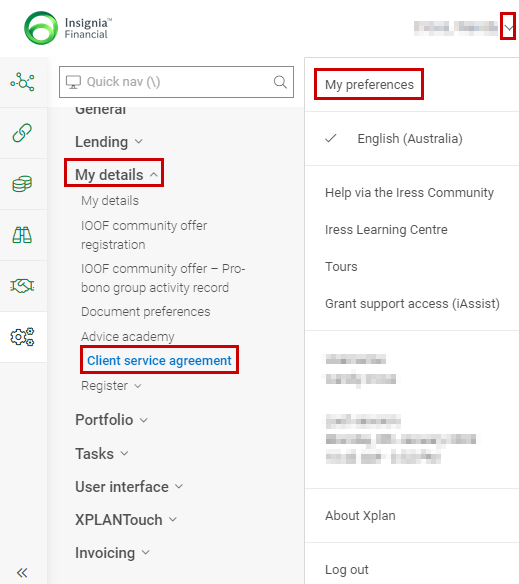 Insignia™
Financial
Quick nav (\)
General
Lending
My details
My details
IOOF community offer
registration
IOOF community offer – Pro-
bono group activity record
Document preferences
Advice academy
Client service agreement
Register
Portfolio
Tasks
User interface
XPLANTouch
Invoicing
My preferences
English (Australia)
Help via the Iress Community
Iress Learning Centre
Tours
Grant support access (iAssist)
About Xplan
Log out